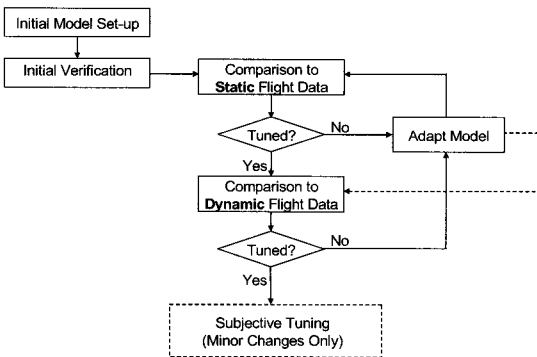 Initial Model Set-up
Initial Verification
Comparison to
Static Flight Data
Tuned?
No
Adapt Model
Yes
Comparison to
Dynamic Flight Data
Tuned?
No
Yes
Subjective Tuning
(Minor Changes Only)